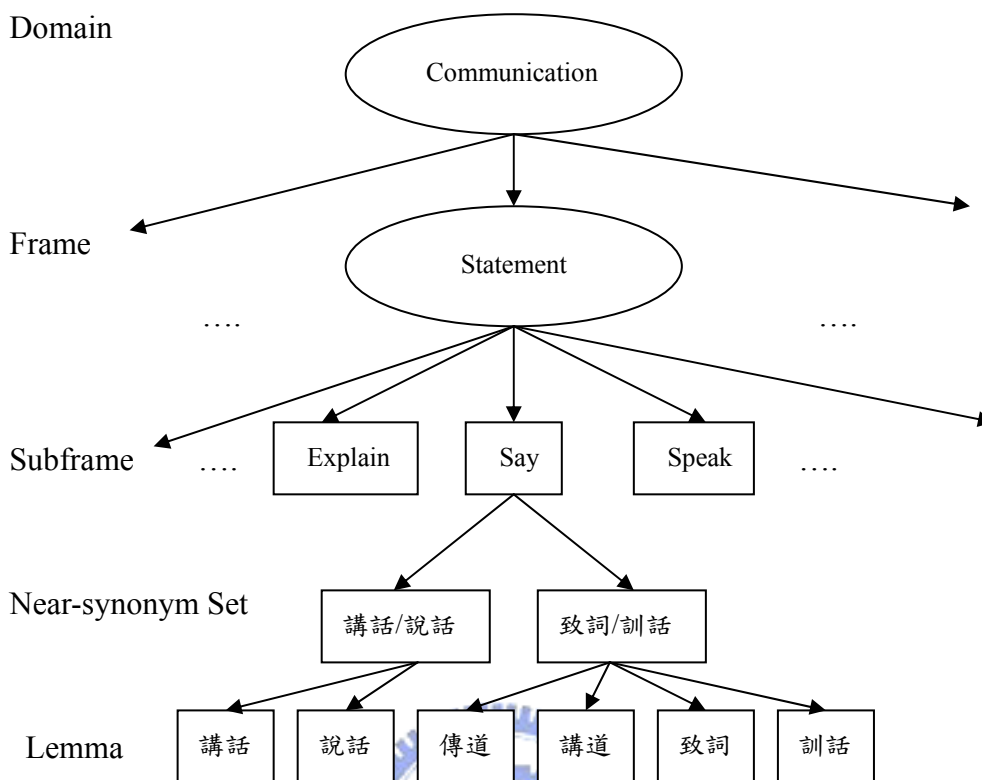 Domain
Communication
Frame
Statement
…. ….
Subframe …. Explain Say Speak ….
Near-synonym Set 講話/說話 致詞/訓話
Lemma 講話 說話 傳道 講道 致詞 訓話